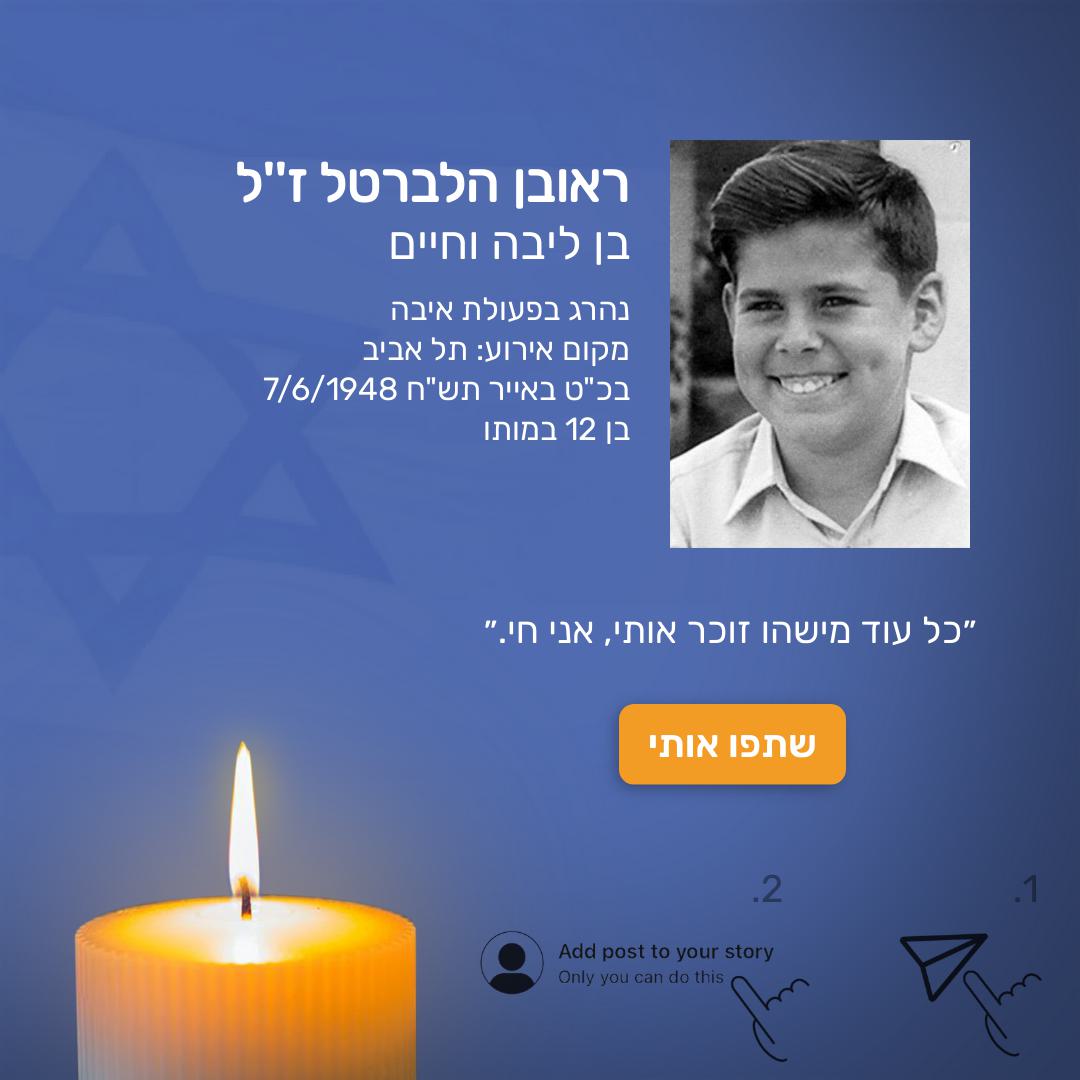 ראובן הלברטל ז"ל
בן ליבה וחיים
נהרג בפעולת איבה
מקום אירוע: תל אביב
בכ"ט באייר תש"ח 7/6/1948
בן 12 במותו
״כל עוד מישהו זוכר אותי, אני חי.״
שתפו אותי
1.
2.
Add post to your story
Only you can do this